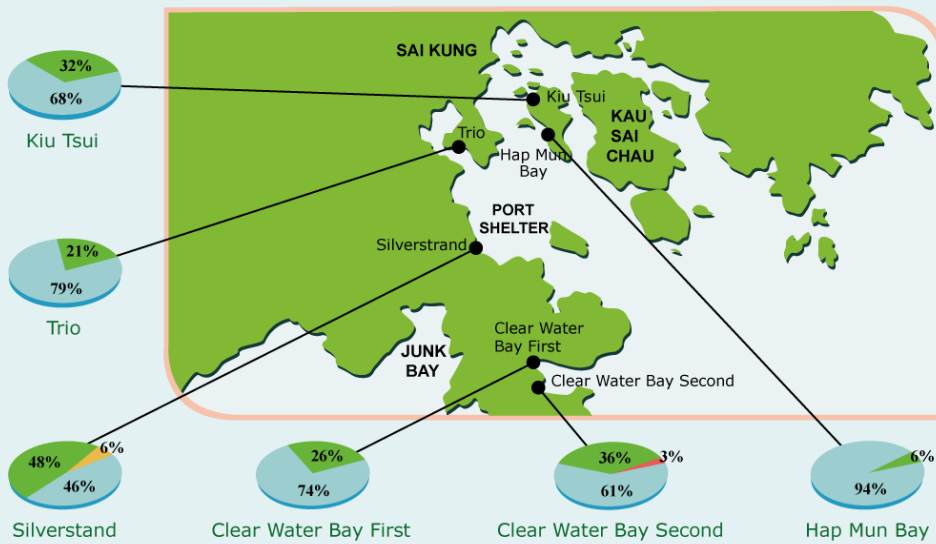 SAI KUNG
32%
68%
Kiu Tsui
Kiu Tsui
KAU
SAI
CHAU
Trio
Hap Mun
Bay
PORT
SHELTER
Silverstrand
21%
79%
Trio
Clear Water
Bay First
JUNK
BAY
Clear Water Bay Second
48%
6%
46%
Silverstand
26%
74%
Clear Water Bay First
36%
3%
61%
Clear Water Bay Second
6%
94%
Hap Mun Bay